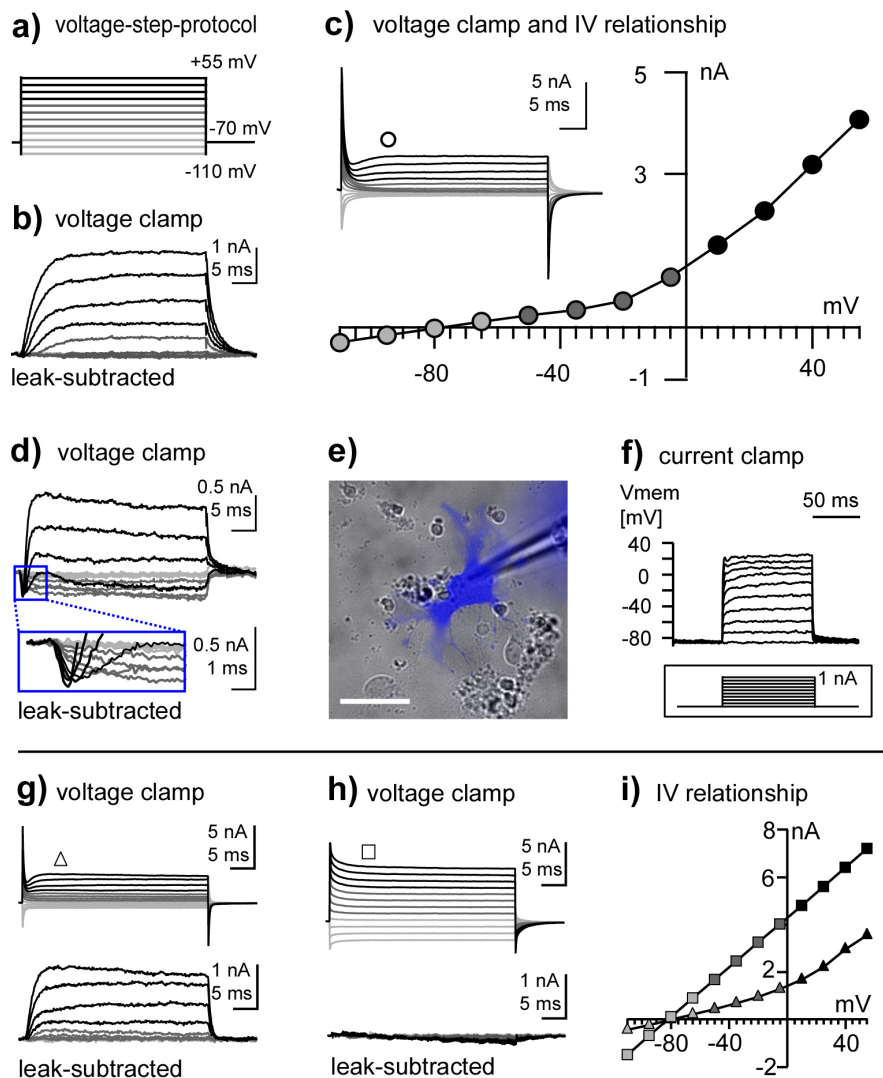 a) voltage-step-protocol
+55 mV
-70 mV
-110 mV
b) voltage clamp
1 nA
5 ms
leak-subtracted
c) voltage clamp and IV relationship
5 nA
5 ms
5 nA
3
mV
-80 -40 40
-1
d) voltage clamp
0.5 nA
5 ms
0.5 nA
1 ms
leak-subtracted
e)
f) current clamp
Vmem
[mV]
50 ms
40
0
-40
-80
1 nA
g) voltage clamp
5 nA
5 ms
1 nA
5 ms
leak-subtracted
h) voltage clamp
5 nA
5 ms
1 nA
5 ms
leak-subtracted
i) IV relationship
8 nA
6
2
mV
-80 -40 40
-2